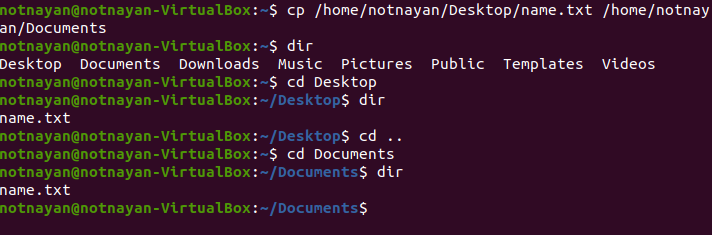 notnayan@notnayan-VirtualBox:~$ cp /home/notnayan/Desktop/name.txt /home/notnay
an/Documents
notnayan@notnayan-VirtualBox:~$ dir
Desktop  Documents  Downloads  Music  Pictures  Public  Templates  Videos
notnayan@notnayan-VirtualBox:~$ cd Desktop
notnayan@notnayan-VirtualBox:~/Desktop$ dir
name.txt
notnayan@notnayan-VirtualBox:~/Desktop$ cd ..
notnayan@notnayan-VirtualBox:~$ cd Documents
notnayan@notnayan-VirtualBox:~/Documents$ dir
name.txt
notnayan@notnayan-VirtualBox:~/Documents$